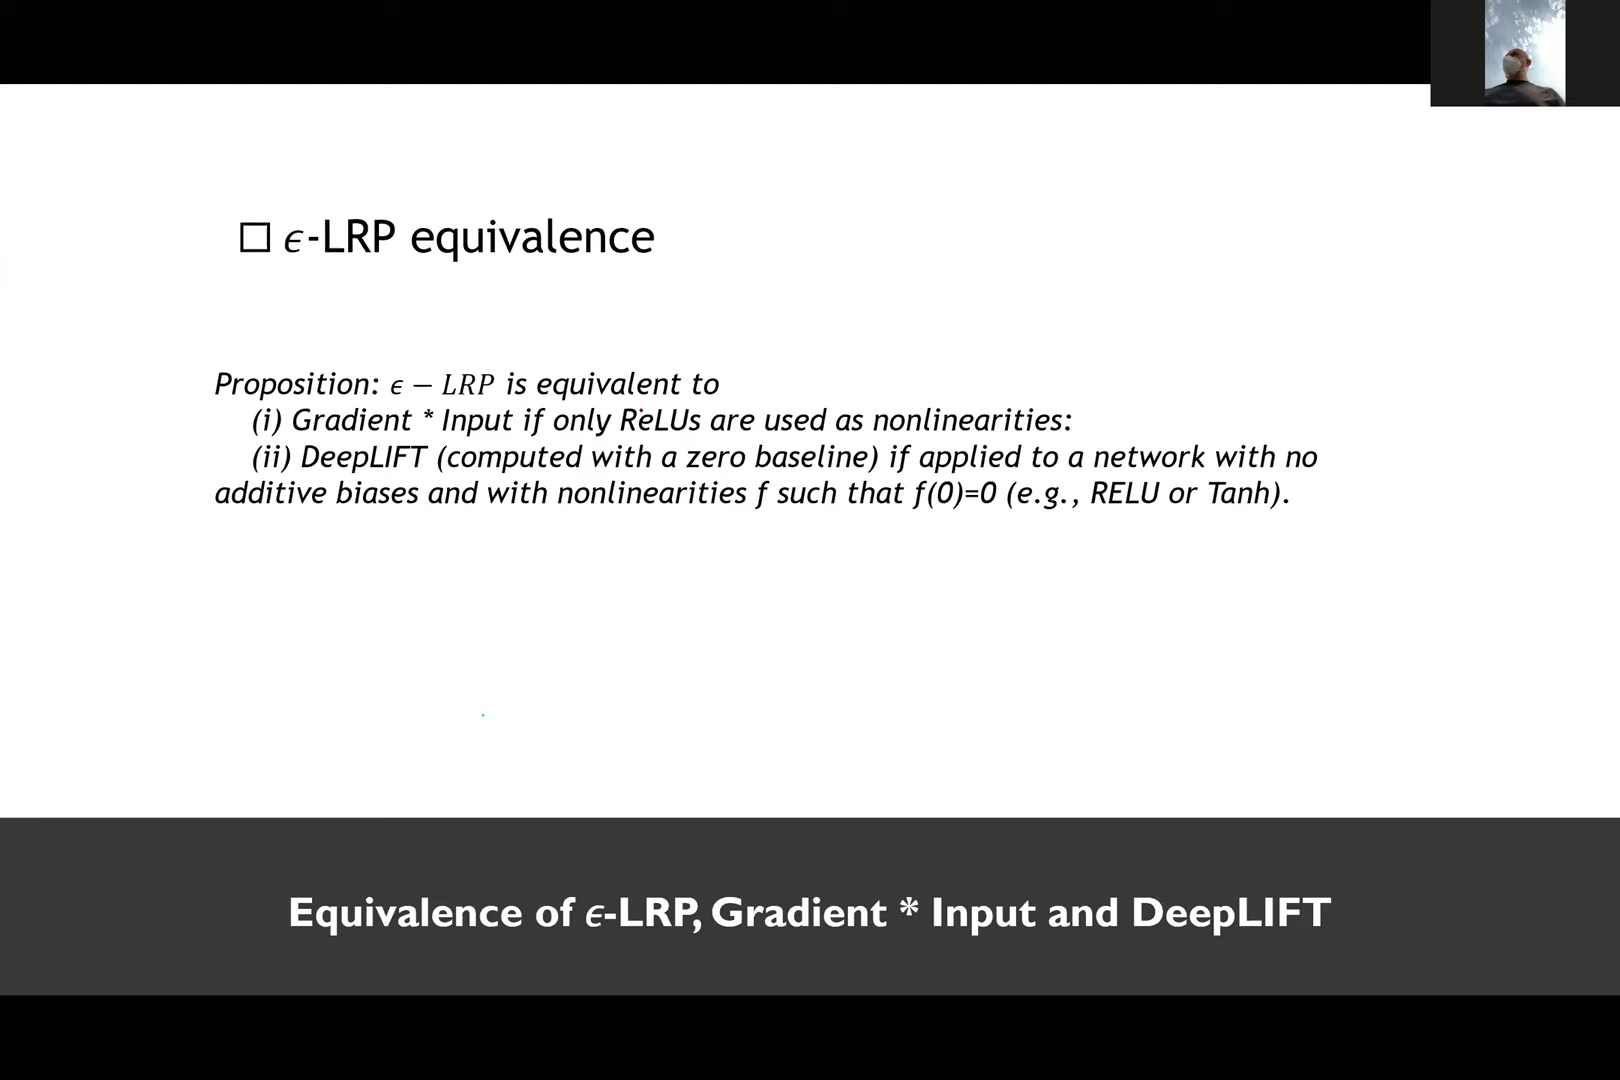 ϵ-LRP equivalence
Proposition: ϵ − LRP is equivalent to
(i) Gradient * Input if only ReLUs are used as nonlinearities:
(ii) DeepLIFT (computed with a zero baseline) if applied to a network with no
additive biases and with nonlinearities f such that f(0)=0 (e.g., RELU or Tanh).
Equivalence of ϵ-LRP, Gradient * Input and DeepLIFT